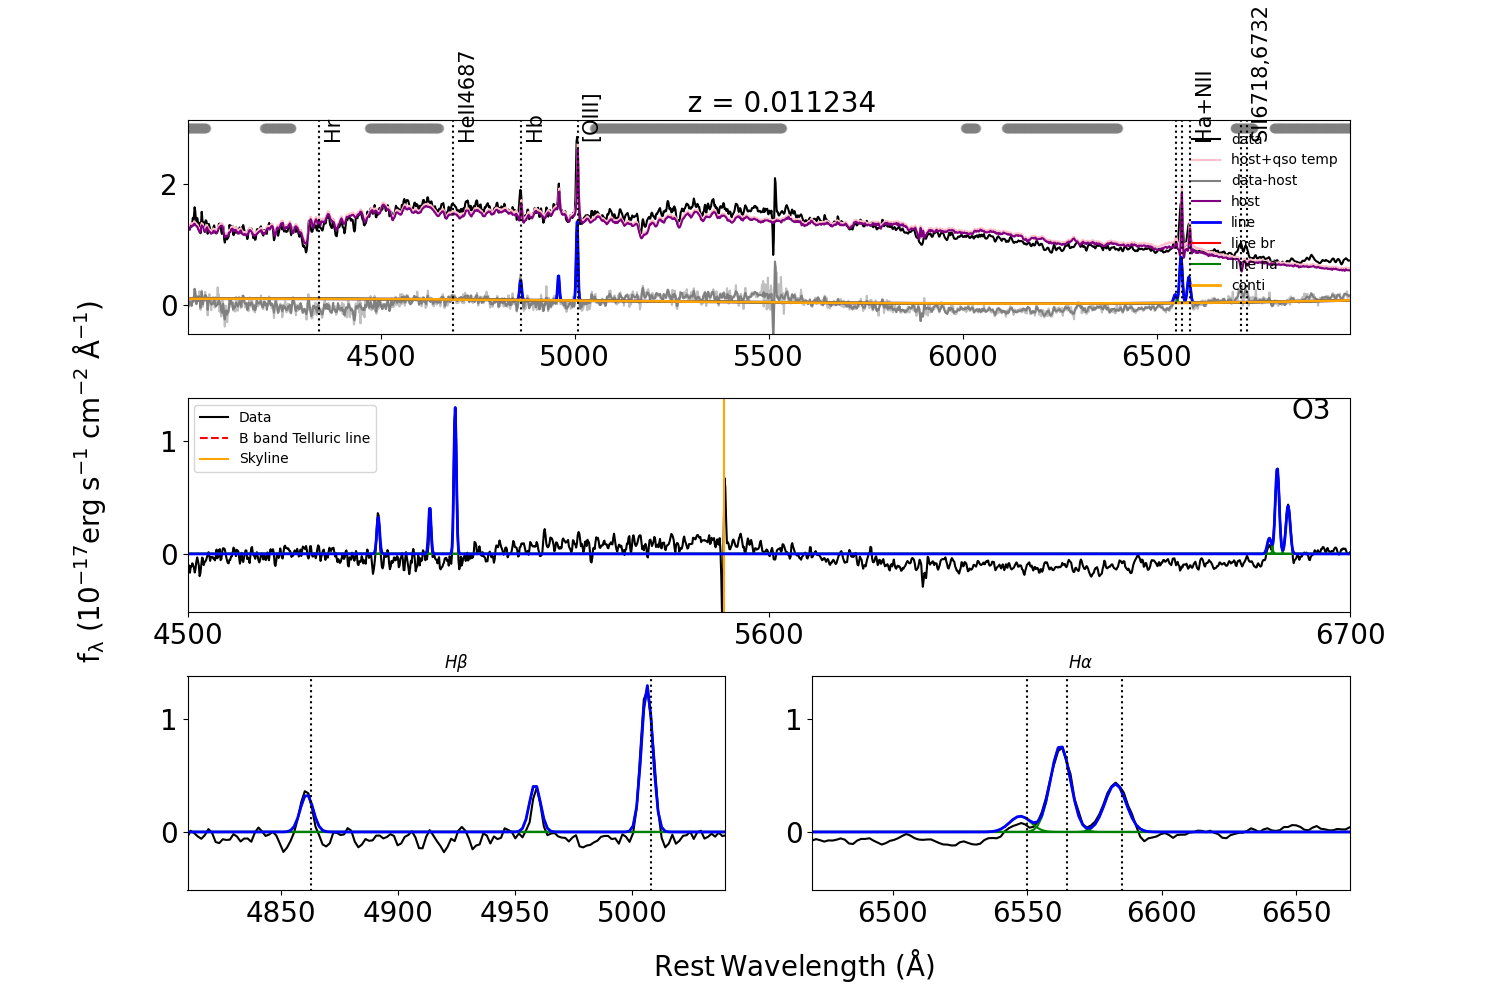 z = 0.011234
Hr
HeII4687
Hb
[OIII]
Ha+NII
SII6718,6732
data
host+qso temp
data-host
host
line
line br
line na
conti
2
0
4500 5000 5500 6000 6500
Data
B band Telluric line
Skyline
O3
1
0
4500 5600 6700
fλ (10⁻¹⁷erg s⁻¹ cm⁻² Å⁻¹)
Hβ
1
0
4850 4900 4950 5000
Hα
1
0
6500 6550 6600 6650
Rest Wavelength (Å)